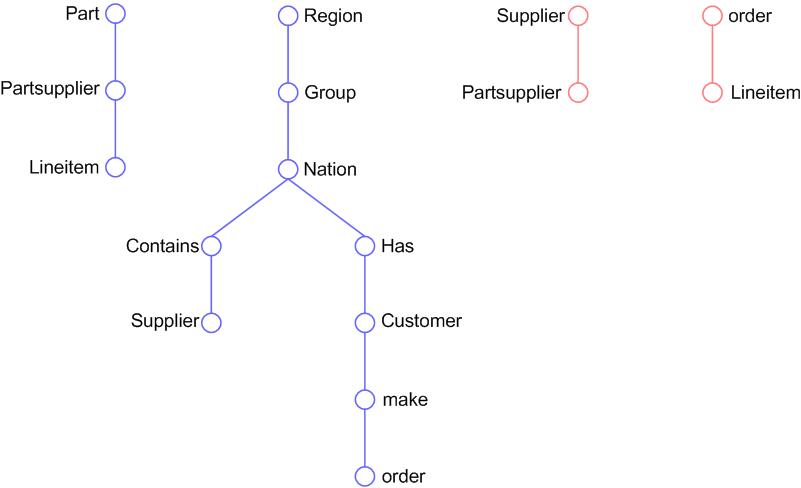 Part
Region
Supplier
order
Partsupplier
Group
Partsupplier
Lineitem
Lineitem
Nation
Contains
Has
Supplier
Customer
make
order